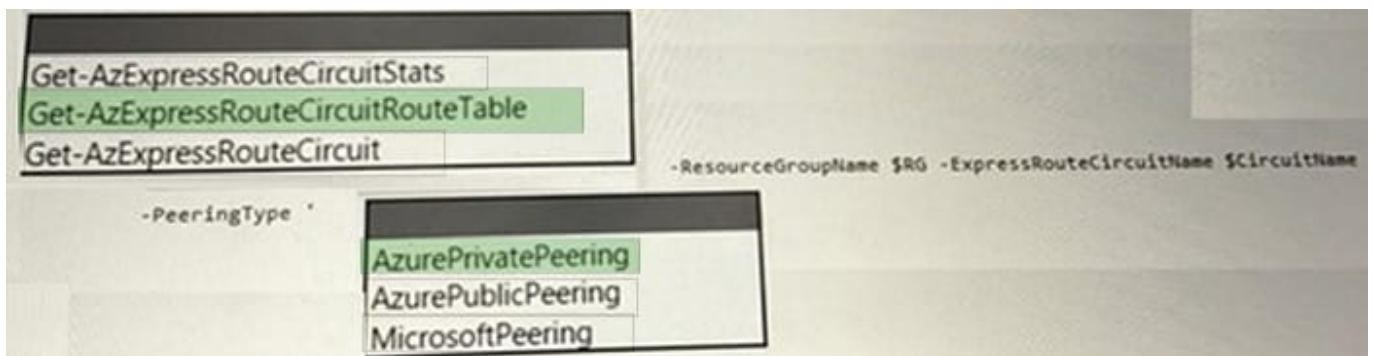 Get-AzExpressRouteCircuitStats
Get-AzExpressRouteCircuitRouteTable
Get-AzExpressRouteCircuit
-ResourceGroupName $RG -ExpressRouteCircuitName $CircuitName
-PeeringType '
AzurePrivatePeering
AzurePublicPeering
MicrosoftPeering